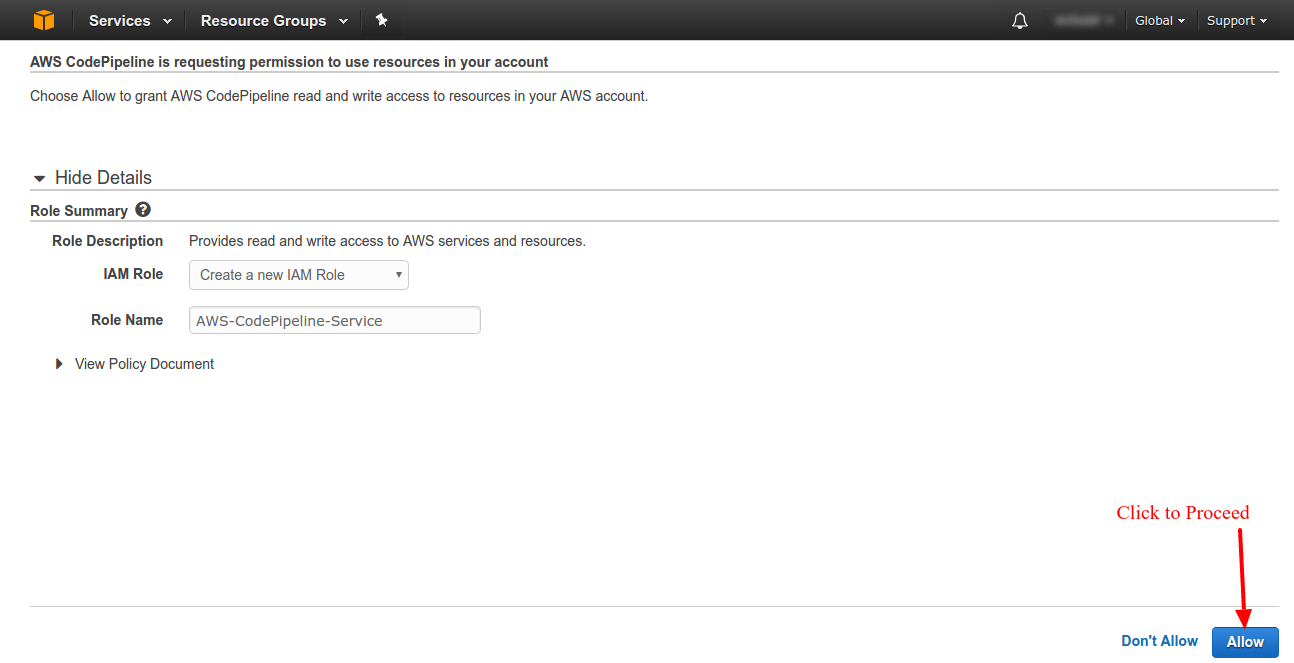 Services Resource Groups Global Support
AWS CodePipeline is requesting permission to use resources in your account
Choose Allow to grant AWS CodePipeline read and write access to resources in your AWS account.
Hide Details
Role Summary ?
Role Description Provides read and write access to AWS services and resources.
IAM Role Create a new IAM Role
Role Name AWS-CodePipeline-Service
View Policy Document
Click to Proceed
Don't Allow Allow